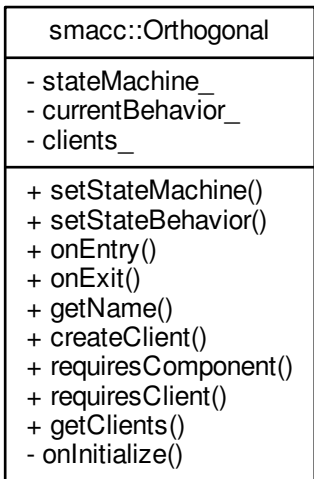 smacc::Orthogonal
- stateMachine_
- currentBehavior_
- clients_
+ setStateMachine()
+ setStateBehavior()
+ onEntry()
+ onExit()
+ getName()
+ createClient()
+ requiresComponent()
+ requiresClient()
+ getClients()
- onInitialize()